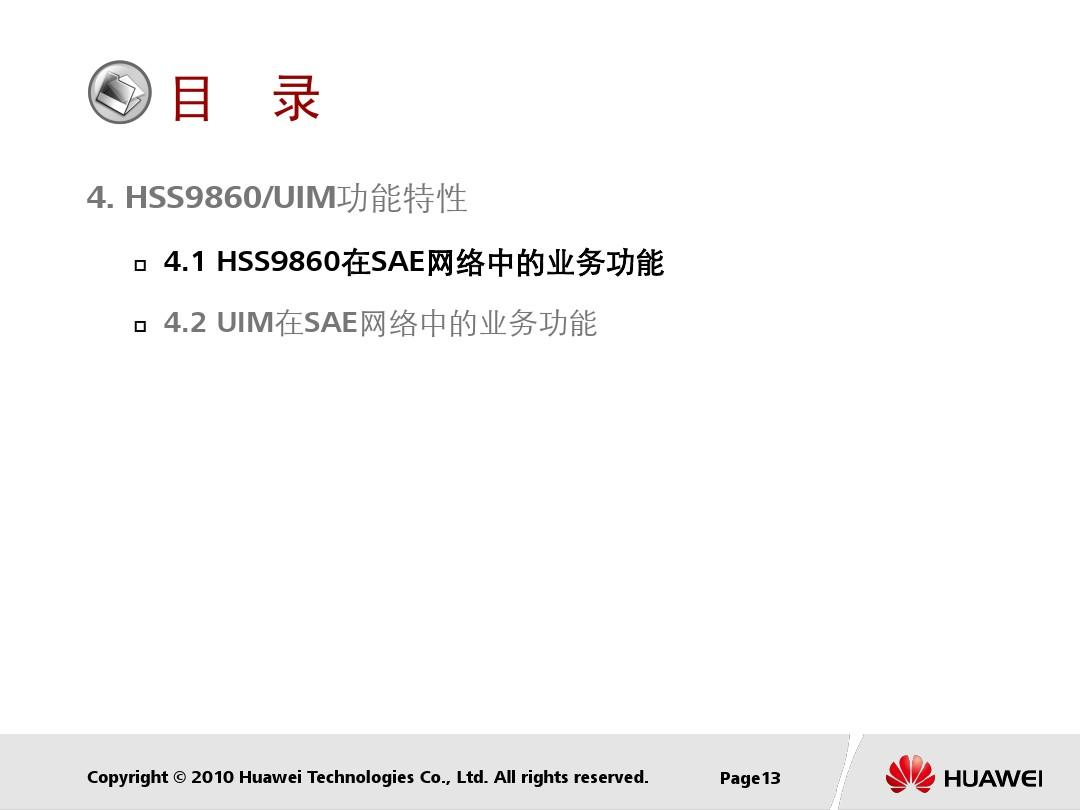 目 录
4. HSS9860/UIM功能特性
4.1 HSS9860在SAE网络中的业务功能
4.2 UIM在SAE网络中的业务功能
Copyright © 2010 Huawei Technologies Co., Ltd. All rights reserved.
Page13
HUAWEI